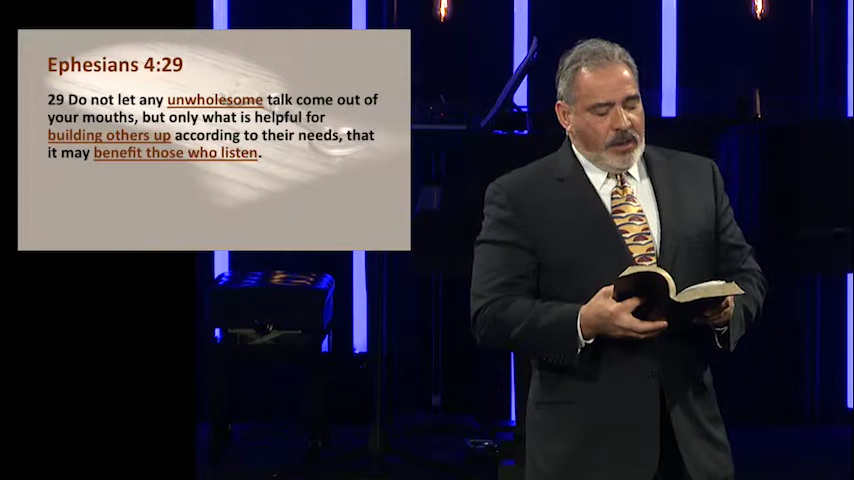 Ephesians 4:29
29 Do not let any unwholesome talk come out of
your mouths, but only what is helpful for
building others up according to their needs, that
it may benefit those who listen.